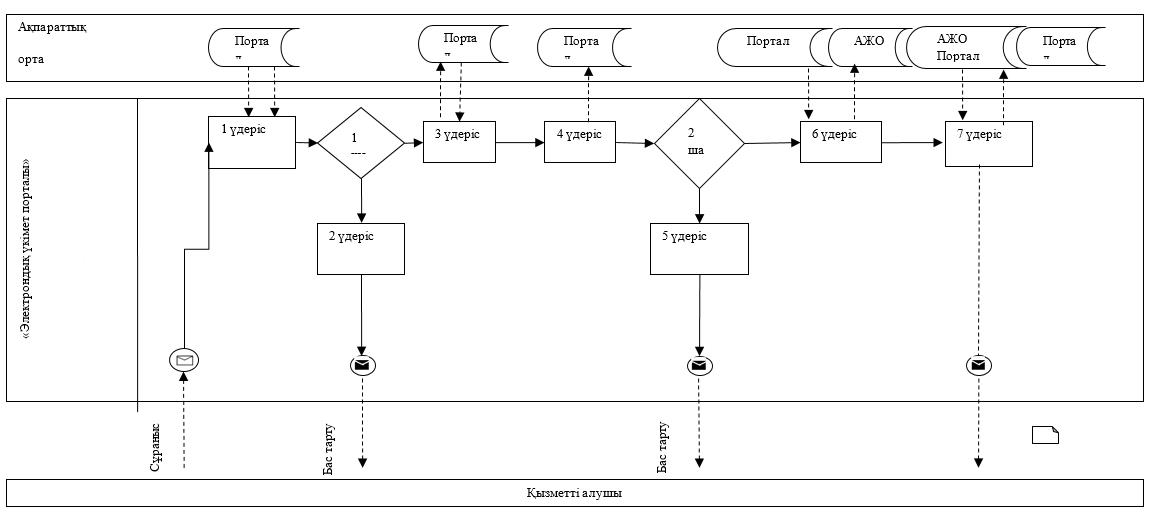 Ақпараттық
орта
Порта
Порта
Порта
Портал
АЖО
АЖО
Портал
Порта
1 үдеріс
1
3 үдеріс
4 үдеріс
2
ша
6 үдеріс
7 үдеріс
2 үдеріс
5 үдеріс
«Электрондық үкімет порталы»
Сұраныс
Бас тарту
Бас тарту
Қызметті алушы